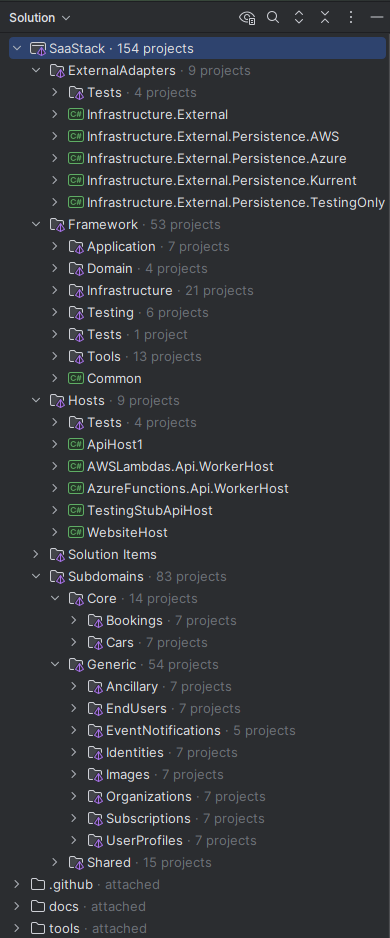 Solution
SaaStack · 154 projects
ExternalAdapters · 9 projects
Tests · 4 projects
C# Infrastructure.External
C# Infrastructure.External.Persistence.AWS
C# Infrastructure.External.Persistence.Azure
C# Infrastructure.External.Persistence.Kurrent
C# Infrastructure.External.Persistence.TestingOnly
Framework · 53 projects
Application · 7 projects
Domain · 4 projects
Infrastructure · 21 projects
Testing · 6 projects
Tests · 1 project
Tools · 13 projects
C# Common
Hosts · 9 projects
Tests · 4 projects
C# ApiHost1
C# AWSLambdas.Api.WorkerHost
C# AzureFunctions.Api.WorkerHost
C# TestingStubApiHost
C# WebsiteHost
Solution Items
Subdomains · 83 projects
Core · 14 projects
Bookings · 7 projects
Cars · 7 projects
Generic · 54 projects
Ancillary · 7 projects
EndUsers · 7 projects
EventNotifications · 5 projects
Identities · 7 projects
Images · 7 projects
Organizations · 7 projects
Subscriptions · 7 projects
UserProfiles · 7 projects
Shared · 15 projects
.github · attached
docs · attached
tools · attached